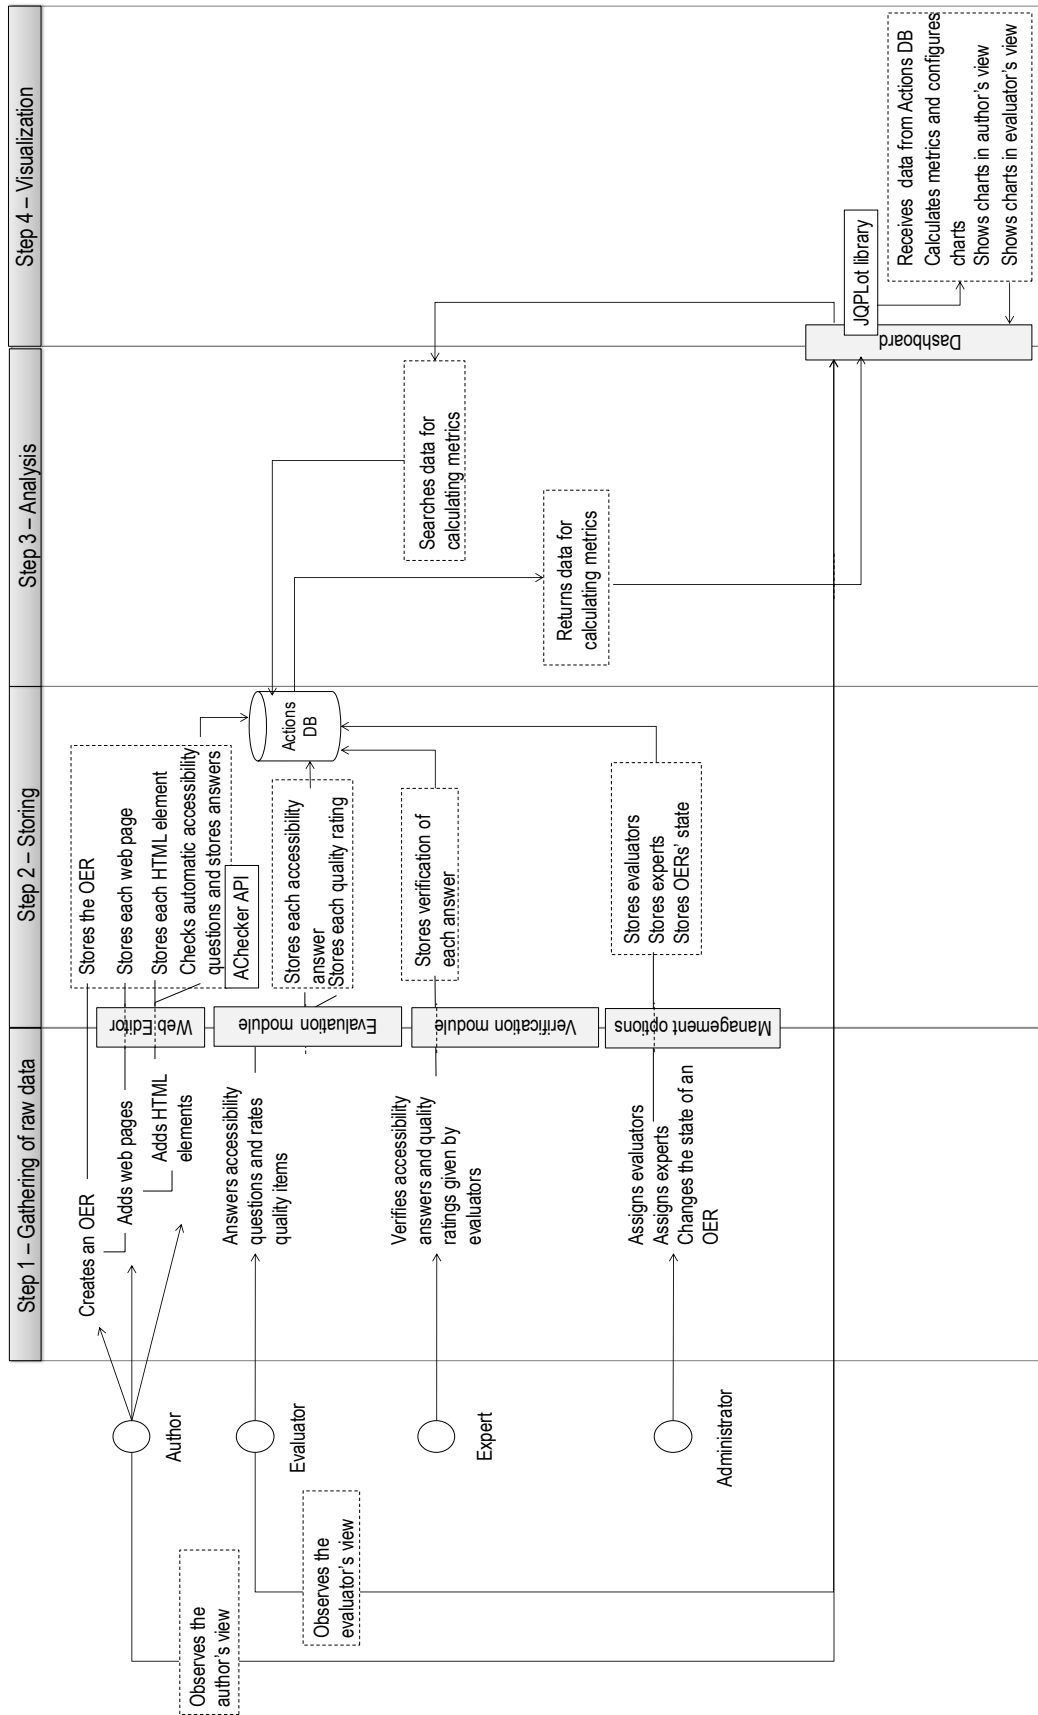 Step 1 – Gathering of raw data
Step 2 – Storing
Step 3 – Analysis
Step 4 – Visualization
Observes the
author's view
Author
Creates an OER
Adds web pages
Adds HTML
elements
Web Editor
Stores the OER
Stores each web page
Stores each HTML element
Checks automatic accessibility
questions and stores answers
AChecker API
Observes the
evaluator's view
Evaluator
Answers accessibility
questions and rates
quality items
Evaluation module
Stores each accessibility
answer
Stores each quality rating
Actions
DB
Expert
Verifies accessibility
answers and quality
ratings given by
evaluators
Verification module
Stores verification of
each answer
Administrator
Assigns evaluators
Assigns experts
Changes the state of an
OER
Management options
Stores evaluators
Stores experts
Stores OERs' state
Searches data for
calculating metrics
Returns data for
calculating metrics
Dashboard
JQPLot library
Receives data from Actions DB
Calculates metrics and configures
charts
Shows charts in author's view
Shows charts in evaluator's view